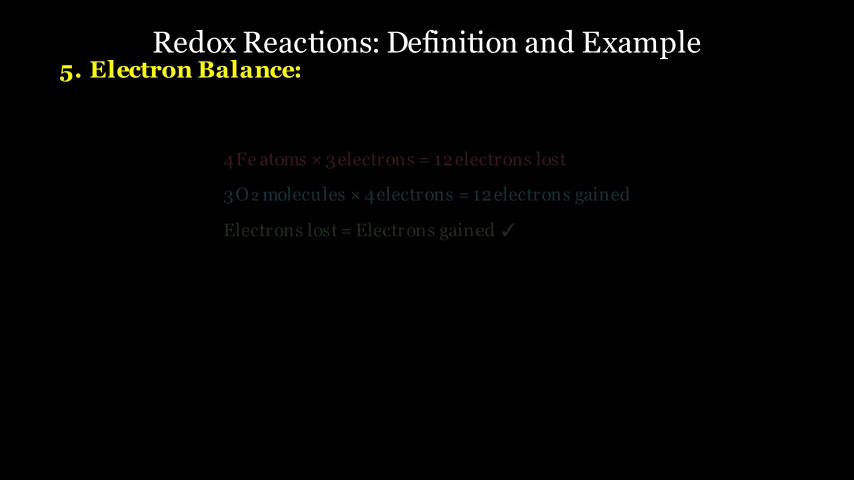 Redox Reactions: Definition and Example
5. Electron Balance:
4 Fe atoms × 3 electrons = 12 electrons lost
3 O2 molecules × 4 electrons = 12 electrons gained
Electrons lost = Electrons gained ✓